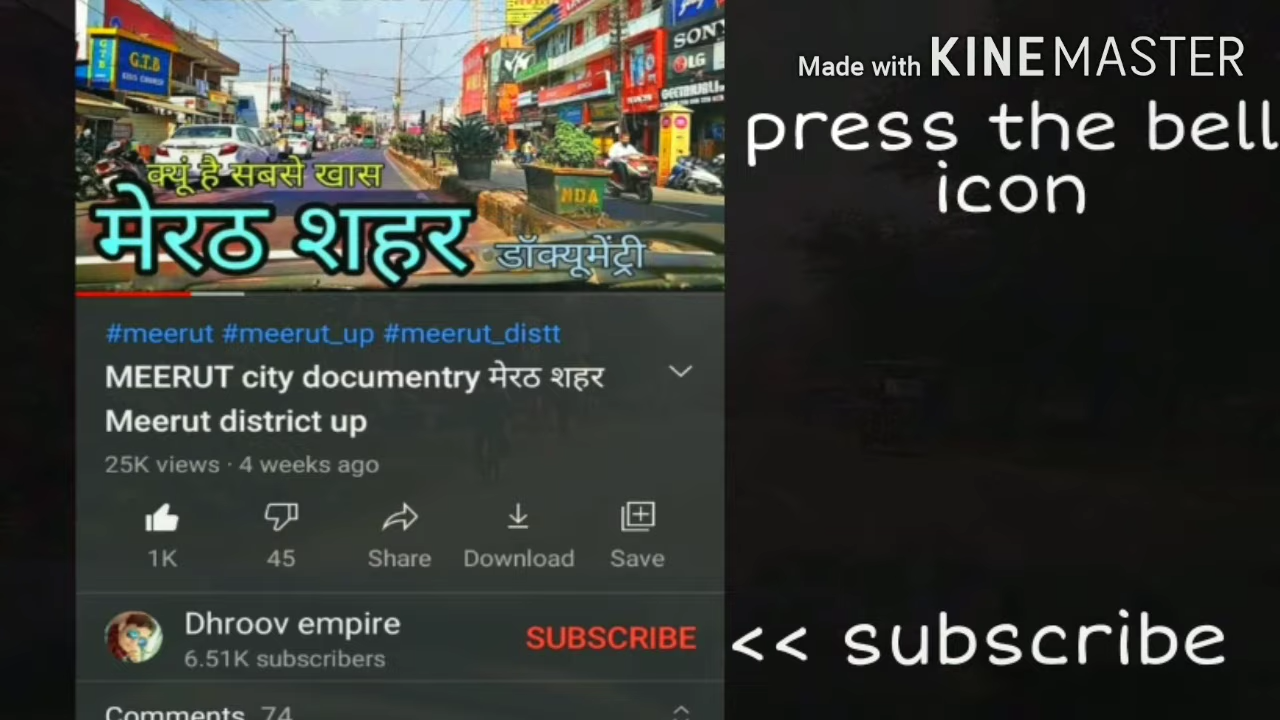 G.T.B
SONY
LG
MDA
क्यूं है सबसे खास
मेरठ शहर डॉक्यूमेंट्री
#meerut #meerut_up #meerut_distt
MEERUT city documentry मेरठ शहर
Meerut district up
25K views · 4 weeks ago
1K 45 Share Download Save
Dhroov empire
6.51K subscribers
SUBSCRIBE
Comments 74
Made with KINEMASTER
press the bell
icon
<< subscribe